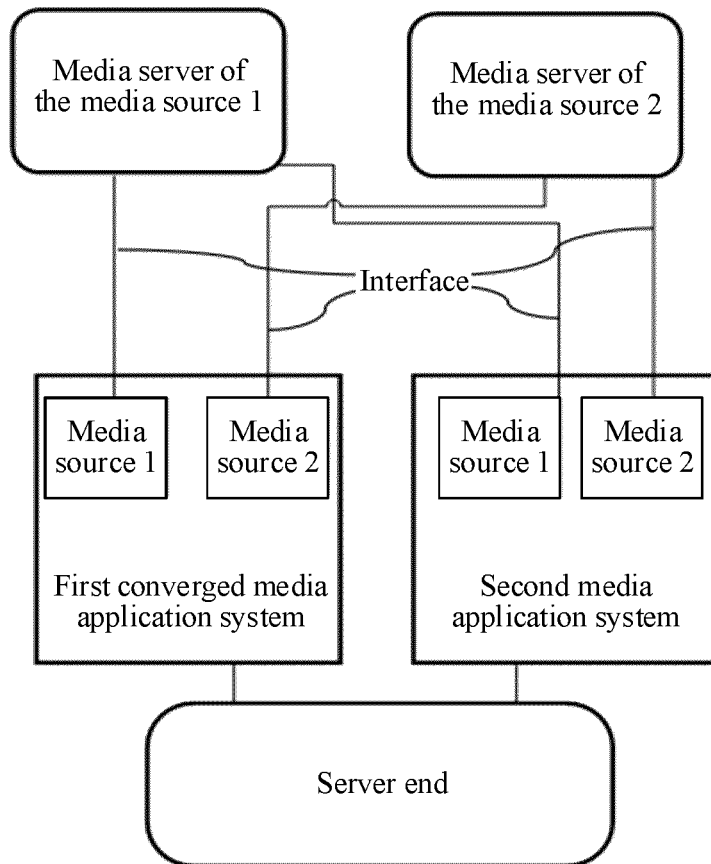 Media server of
the media source 1
Media server of
the media source 2
Interface
Media
source 1
Media
source 2
Media
source 1
Media
source 2
First converged media
application system
Second media
application system
Server end